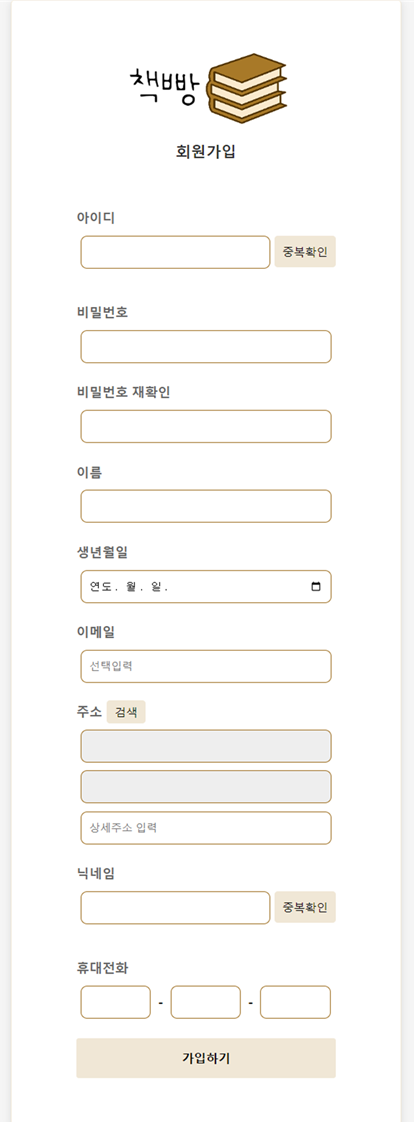 책빵
회원가입
아이디
중복확인
비밀번호
비밀번호 재확인
이름
생년월일
연도. 월. 일.
이메일
선택입력
주소 검색
상세주소 입력
닉네임
중복확인
휴대전화
- -
가입하기